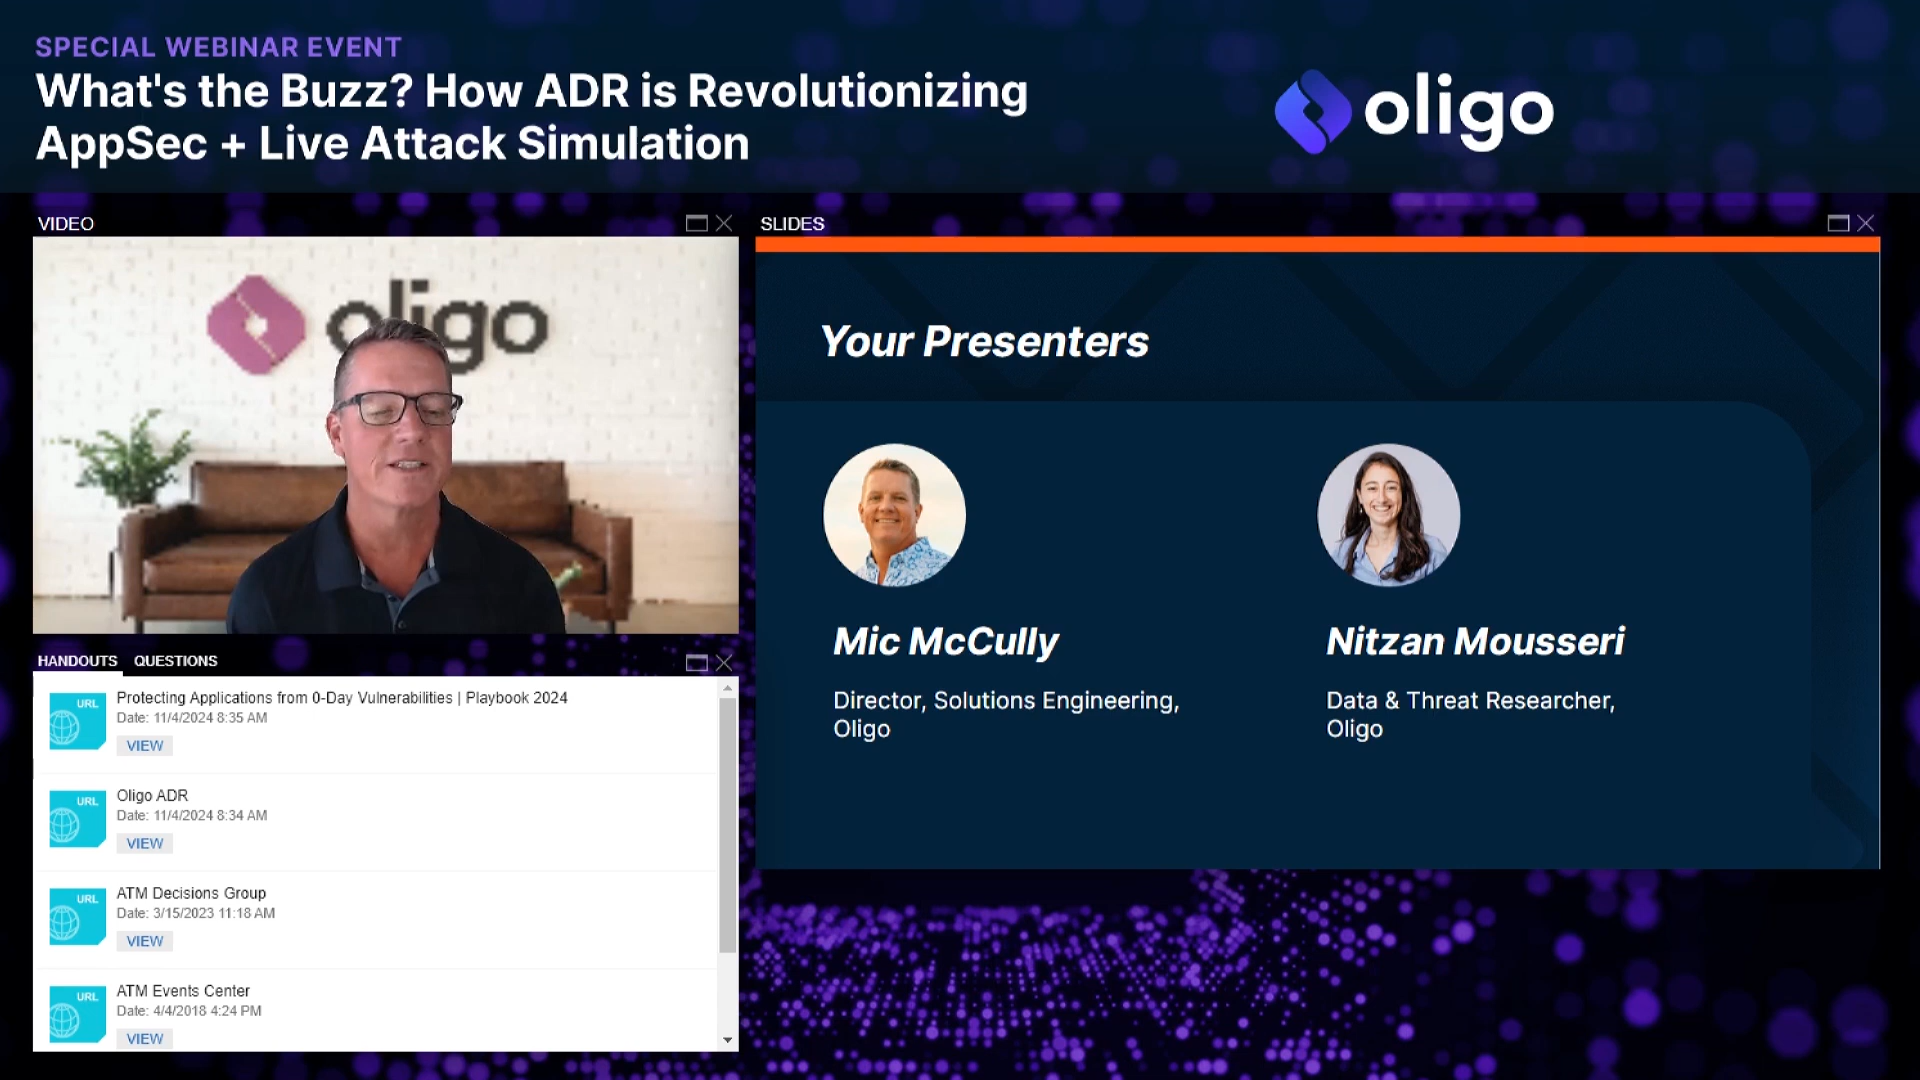 SPECIAL WEBINAR EVENT
What's the Buzz? How ADR is Revolutionizing
AppSec + Live Attack Simulation
oligo
VIDEO
oligo
SLIDES
Your Presenters
Mic McCully
Director, Solutions Engineering,
Oligo
Nitzan Mousseri
Data & Threat Researcher,
Oligo
HANDOUTS QUESTIONS
URL
Protecting Applications from 0-Day Vulnerabilities | Playbook 2024
Date: 11/4/2024 8:35 AM
VIEW
URL
Oligo ADR
Date: 11/4/2024 8:34 AM
VIEW
URL
ATM Decisions Group
Date: 3/15/2023 11:18 AM
VIEW
URL
ATM Events Center
Date: 4/4/2018 4:24 PM
VIEW